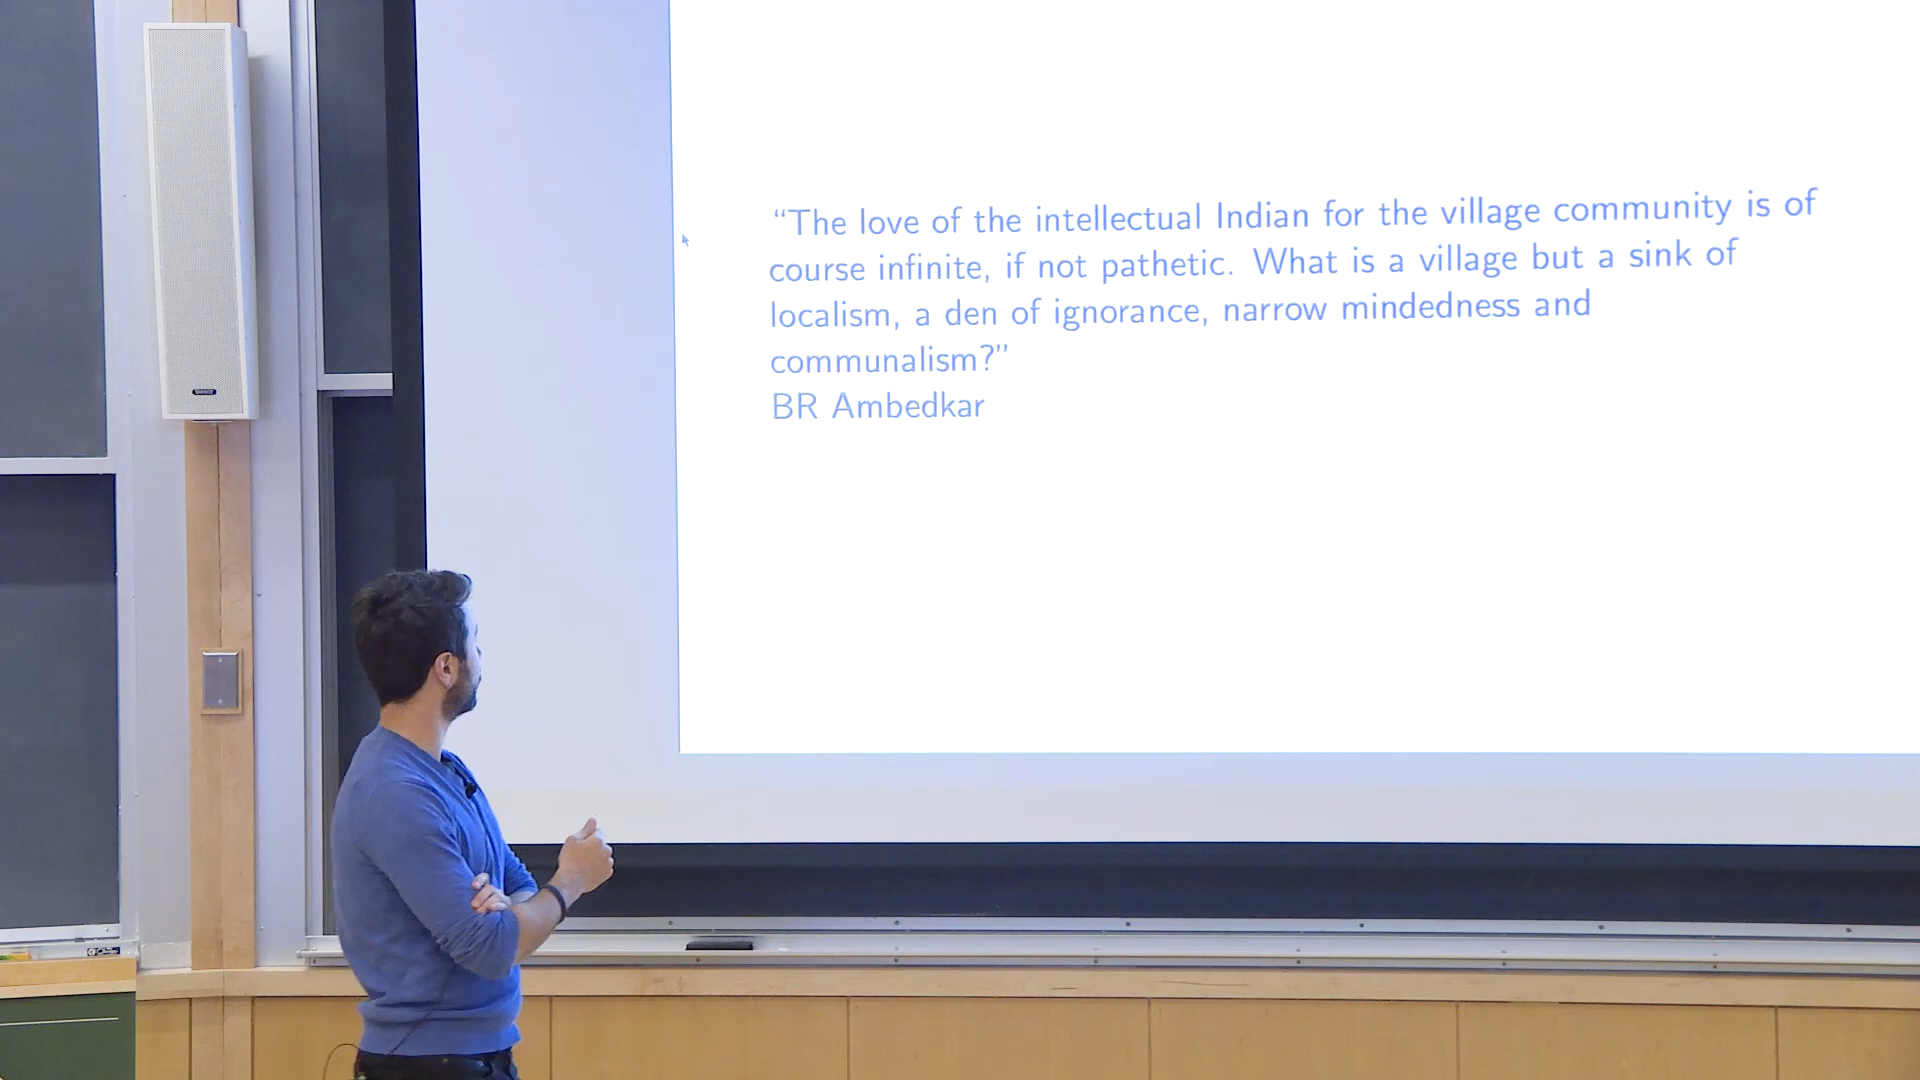 “The love of the intellectual Indian for the village community is of
course infinite, if not pathetic. What is a village but a sink of
localism, a den of ignorance, narrow mindedness and
communalism?”
BR Ambedkar